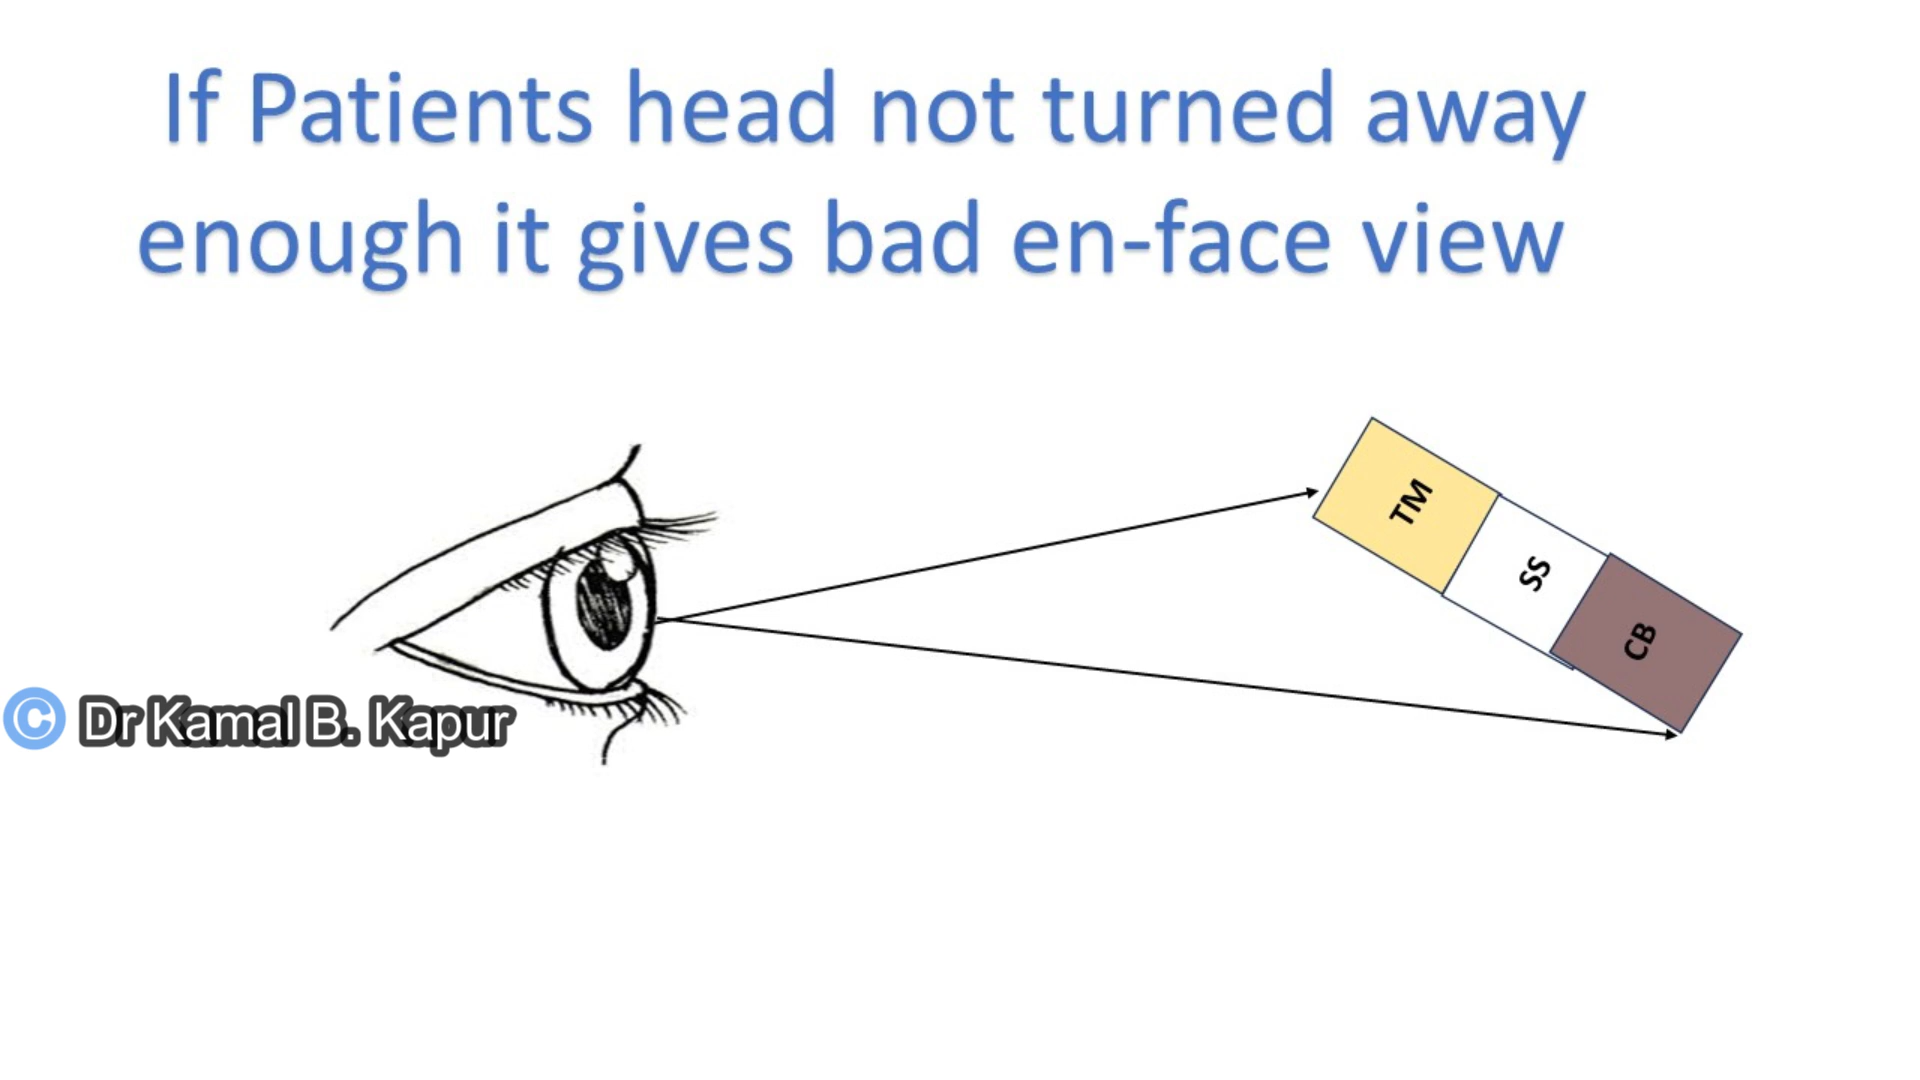 If Patients head not turned away
enough it gives bad en-face view
TM
SS
CB
© Dr Kamal B. Kapur